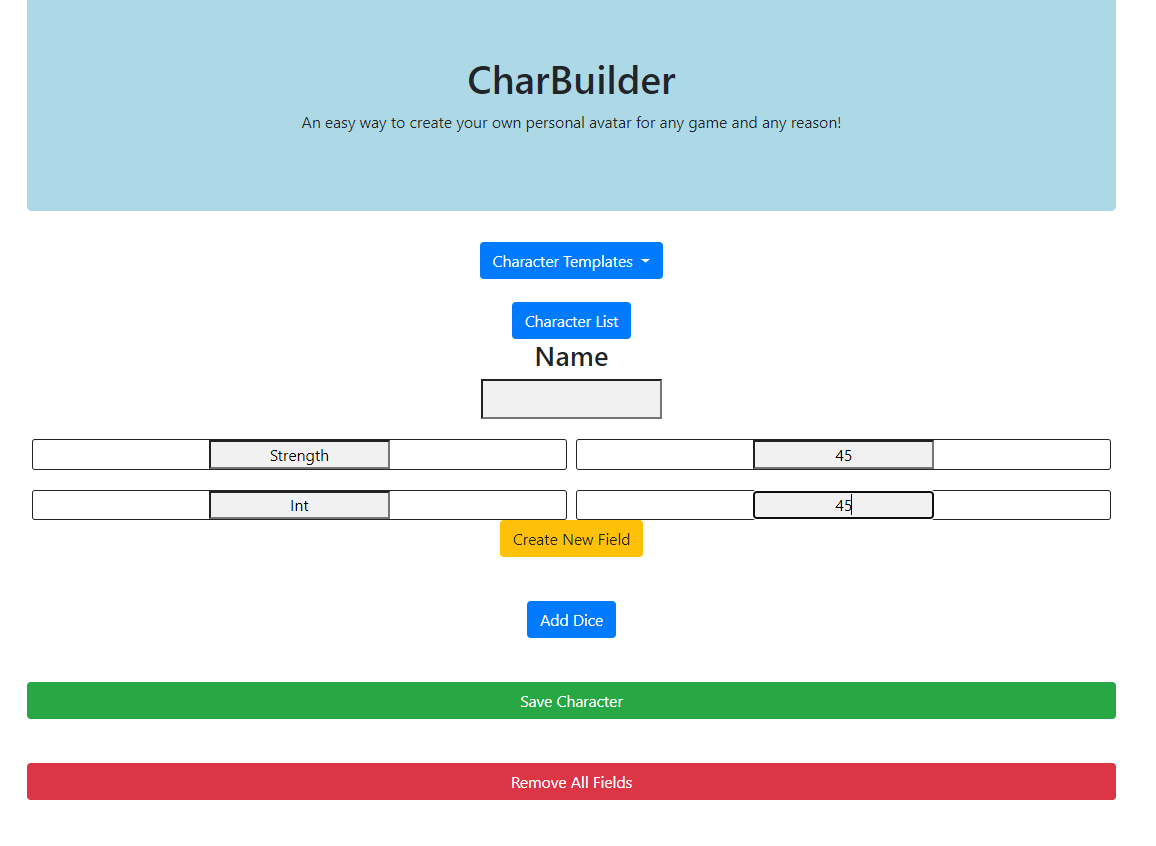 CharBuilder
An easy way to create your own personal avatar for any game and any reason!
Character Templates
Character List
Name
Strength 45
Int 45
Create New Field
Add Dice
Save Character
Remove All Fields